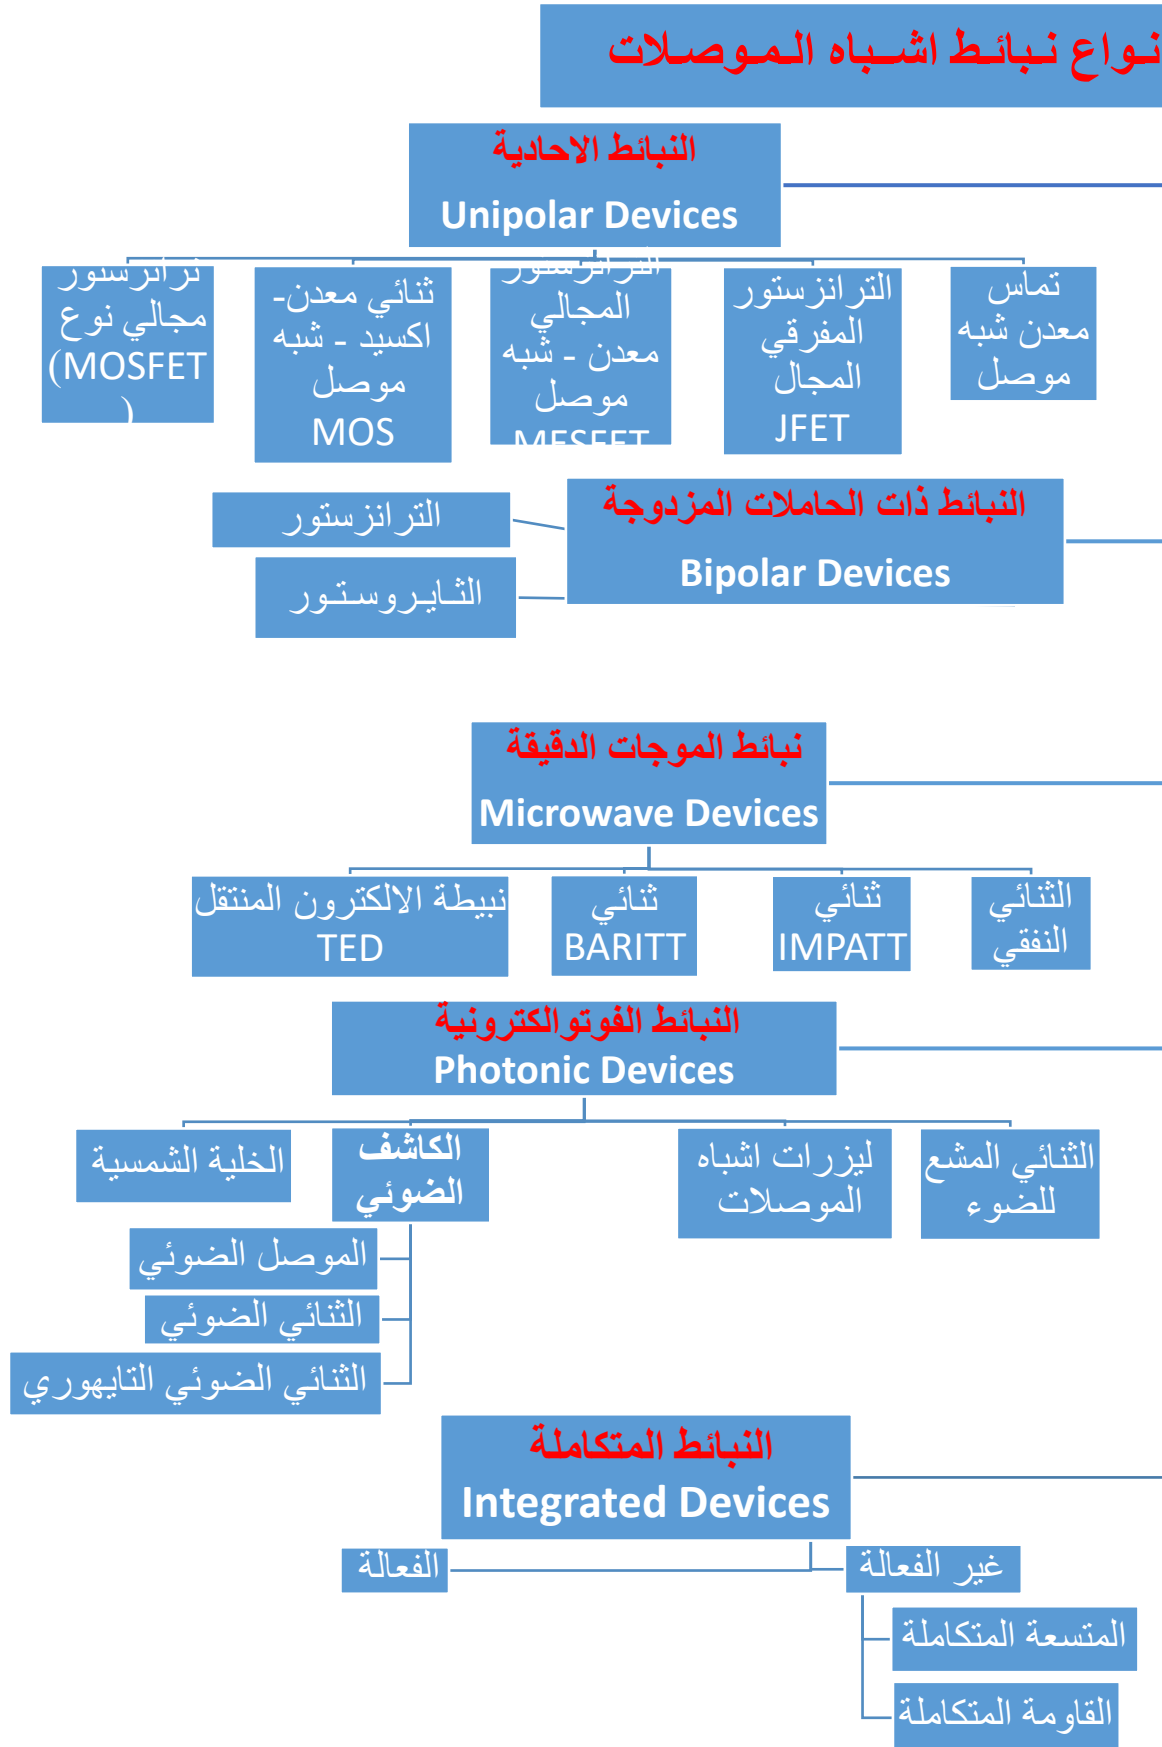 نـواع نـبائـط اشــباه الـمـوصـلات
النبائط الاحادية
Unipolar Devices
تماس
معدن شبه
موصل
الترانزستور
المفرقي
المجال
JFET
الترانزستور
المجالي
معدن - شبه
موصل
MESFET
ثنائي معدن-
اكسيد - شبه
موصل
MOS
ترانزستور
مجالي نوع
(MOSFET
)
النبائط ذات الحاملات المزدوجة
Bipolar Devices
الترانزستور
الثـايـروسـتـور
نبائط الموجات الدقيقة
Microwave Devices
الثنائي
النفقي
ثنائي
IMPATT
ثنائي
BARITT
نبيطة الالكترون المنتقل
TED
النبائط الفوتوالكترونية
Photonic Devices
الثنائي المشع
للضوء
ليزرات اشباه
الموصلات
الكاشف
الضوئي
الخلية الشمسية
الموصل الضوئي
الثنائي الضوئي
الثنائي الضوئي التايهوري
النبائط المتكاملة
Integrated Devices
غير الفعالة
الفعالة
المتسعة المتكاملة
القاومة المتكاملة